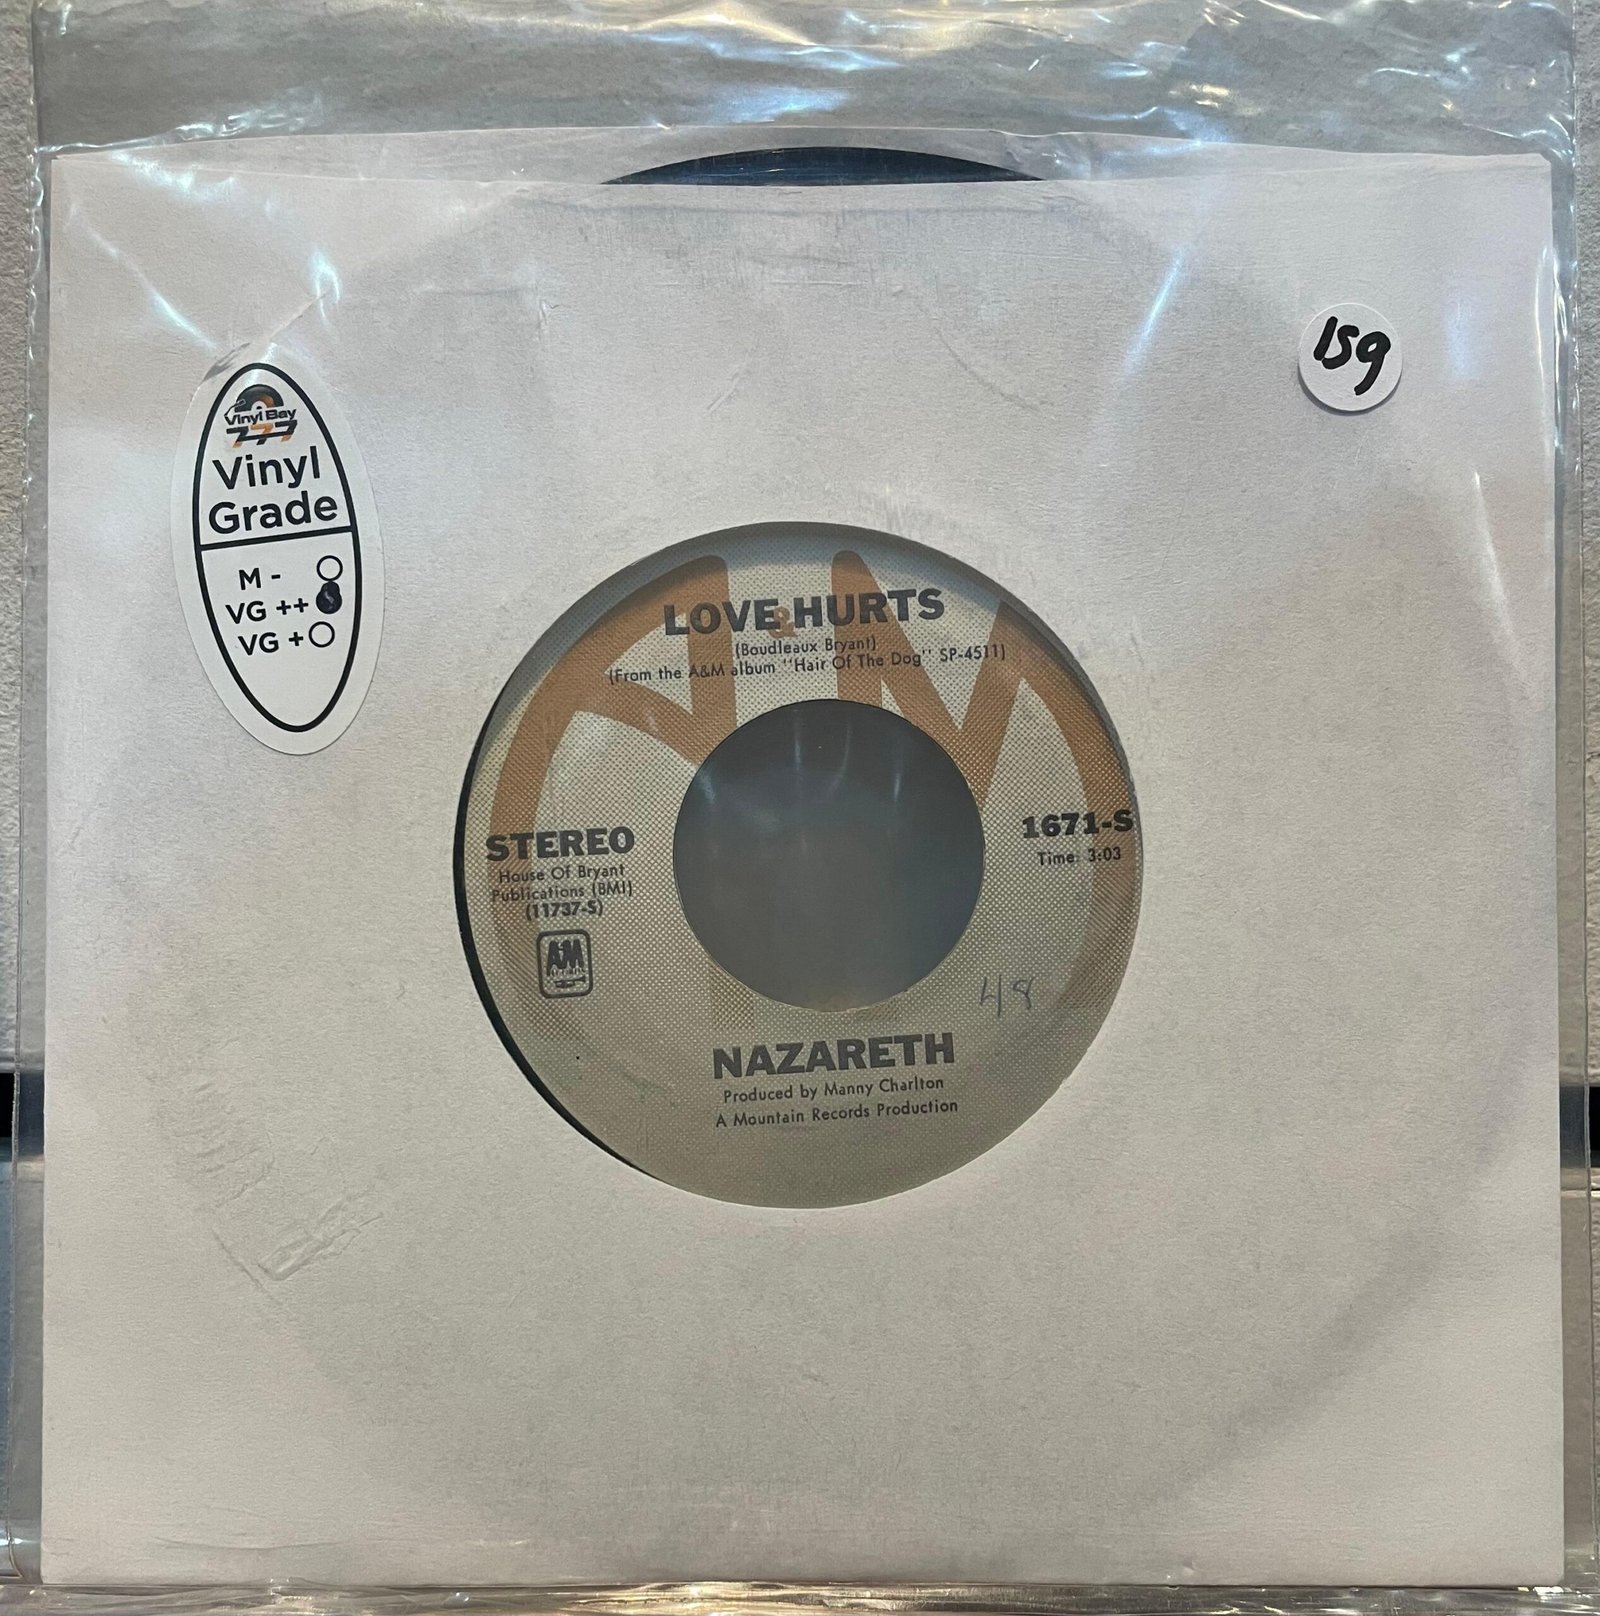 159
Vinyl Bay
777
Vinyl
Grade
M -
VG ++
VG +
LOVE HURTS
(Boudleaux Bryant)
(From the A&M album "Hair Of The Dog" SP-4511)
STEREO
House Of Bryant
Publications (BMI)
(11737-S)
A&M
1671-S
Time: 3:03
48
NAZARETH
Produced by Manny Charlton
A Mountain Records Production